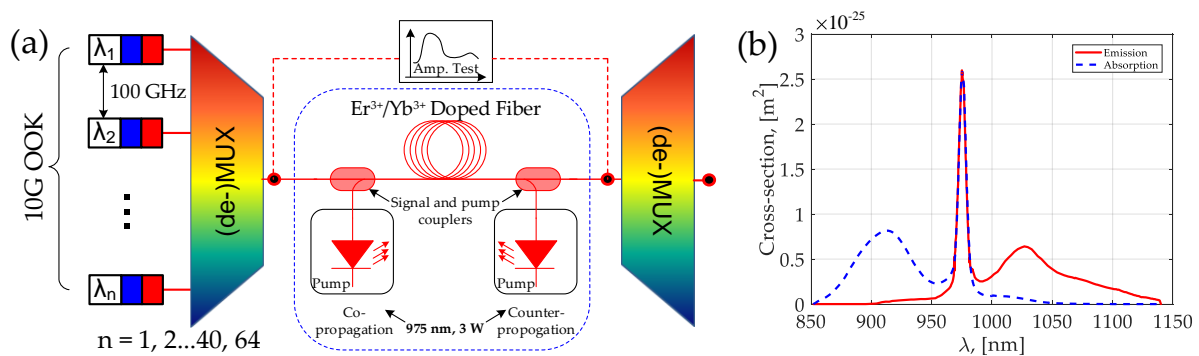 (a)
10G OOK
λ1
100 GHz
λ2
λn
n = 1, 2...40, 64
(de-)MUX
Amp. Test
Er³⁺/Yb³⁺ Doped Fiber
Signal and pump
couplers
Pump
Pump
Co-
propagation
975 nm, 3 W
Counter-
propogation
(de-)MUX
(b)
×10-25
Cross-section, [m²]
3
2.5
2
1.5
1
0.5
0
850 900 950 1000 1050 1100 1150
λ, [nm]
Emission
Absorption